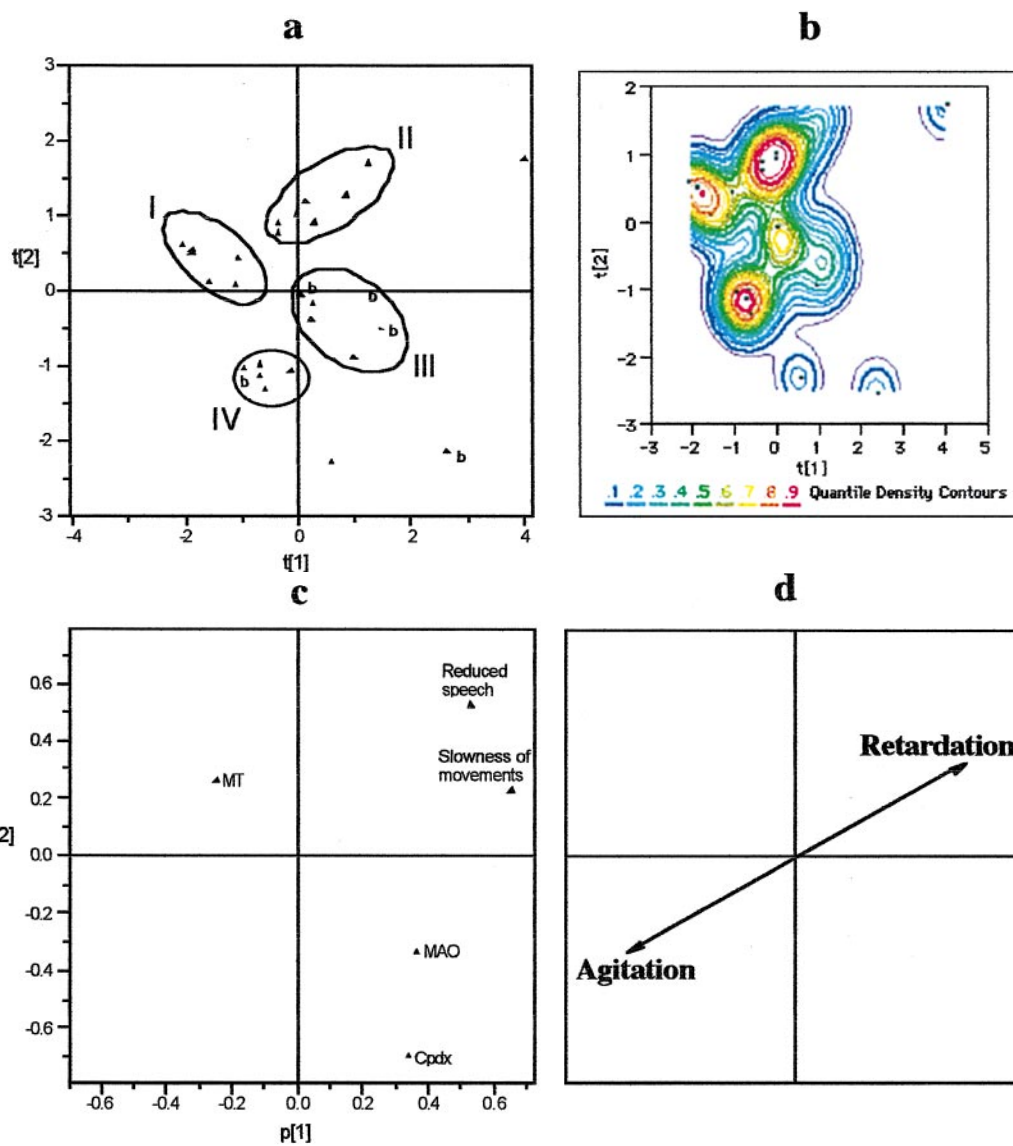 a
3
2
1
t[2]
0
-1
-2
-3
-4
-2
0
2
4
t[1]
I
II
III
IV
b
b
b
b
b
b
2
1
0
t[2]
-1
-2
-3
-3 -2 -1 0 1 2 3 4 5
t[1]
.1 .2 .3 .4 .5 .6 .7 .8 .9 Quantile Density Contours
c
0.6
0.4
0.2
2]
0.0
-0.2
-0.4
-0.6
-0.6 -0.4 -0.2 0.0 0.2 0.4 0.6
p[1]
Reduced
speech
Slowness of
movements
MT
MAO
Cpdx
d
Retardation
Agitation